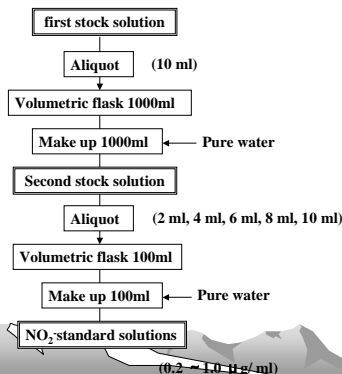 first stock solution
Aliquot (10 ml)
Volumetric flask 1000ml
Make up 1000ml Pure water
Second stock solution
Aliquot (2 ml, 4 ml, 6 ml, 8 ml, 10 ml)
Volumetric flask 100ml
Make up 100ml Pure water
NO₂⁻standard solutions
(0.2 ~ 1.0 μg/ml)